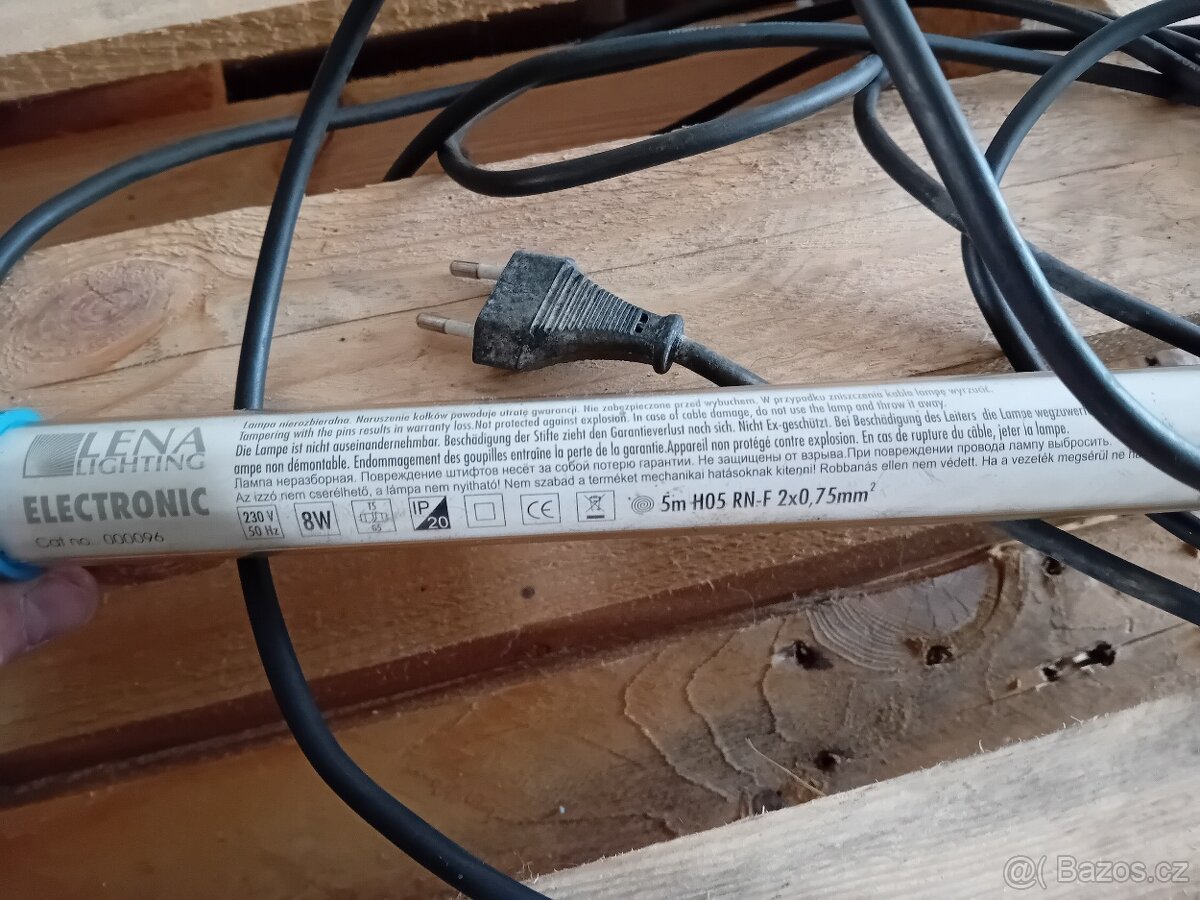 LENA
LIGHTING
ELECTRONIC
Cat no. 000096
Lampa nierozbieralna. Naruszenie kołków powoduje utratę gwarancji. Nie zabezpieczone przed wybuchem. W przypadku zniszczenia kabla lampę wyrzucić.
Tampering with the pins results in warranty loss.Not protected against explosion. In case of cable damage, do not use the lamp and throw it away.
Die Lampe ist nicht auseinandernehmbar. Beschädigung der Stifte zieht den Garantieverlust nach sich. Nicht Ex-geschützt. Bei Beschädigung des Leiters die Lampe wegzuwer
ampe non démontable. Endommagement des goupilles entraîne la perte de la garantie.Appareil non protégé contre explosion. En cas de rupture du câble, jeter la lampe.
Лампа неразборная. Повреждение штифтов несёт за собой потерю гарантии. Не защищены от взрыва.При повреждении провода лампу выбросить.
Az izzó nem cserélhető, a lámpa nem nyitható! Nem szabad a terméket mechanikai hatásoknak kitenni! Robbanás ellen nem védett. Ha a vezeték megsérül ne
230 V
50 Hz
8W
T5
G5
IP
20
CE
5m H05 RN-F 2x0,75mm²
@( Bazos.cz